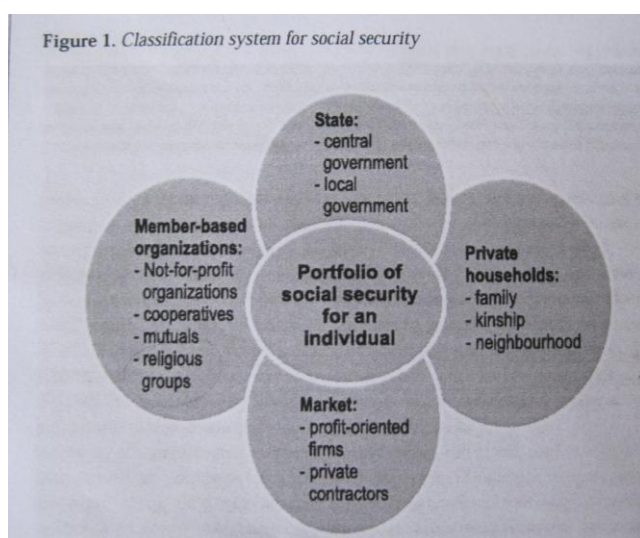 Figure 1. Classification system for social security
State:
- central
government
- local
government
Member-based
organizations:
- Not-for-profit
organizations
- cooperatives
- mutuals
- religious
groups
Portfolio of
social security
for an
individual
Private
households:
- family
- kinship
- neighbourhood
Market:
- profit-oriented
firms
- private
contractors